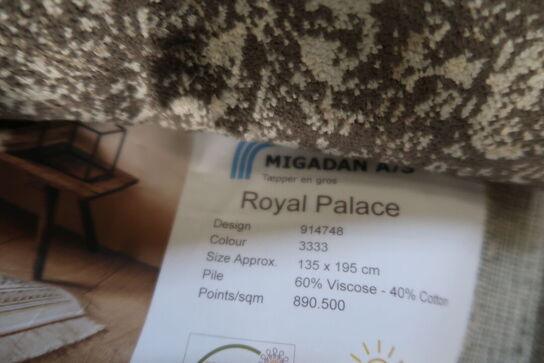 MIGADAN A/S
Tæpper en gros
Royal Palace
Design 914748
Colour 3333
Size Approx. 135 x 195 cm
Pile 60% Viscose - 40% Cotton
Points/sqm 890.500